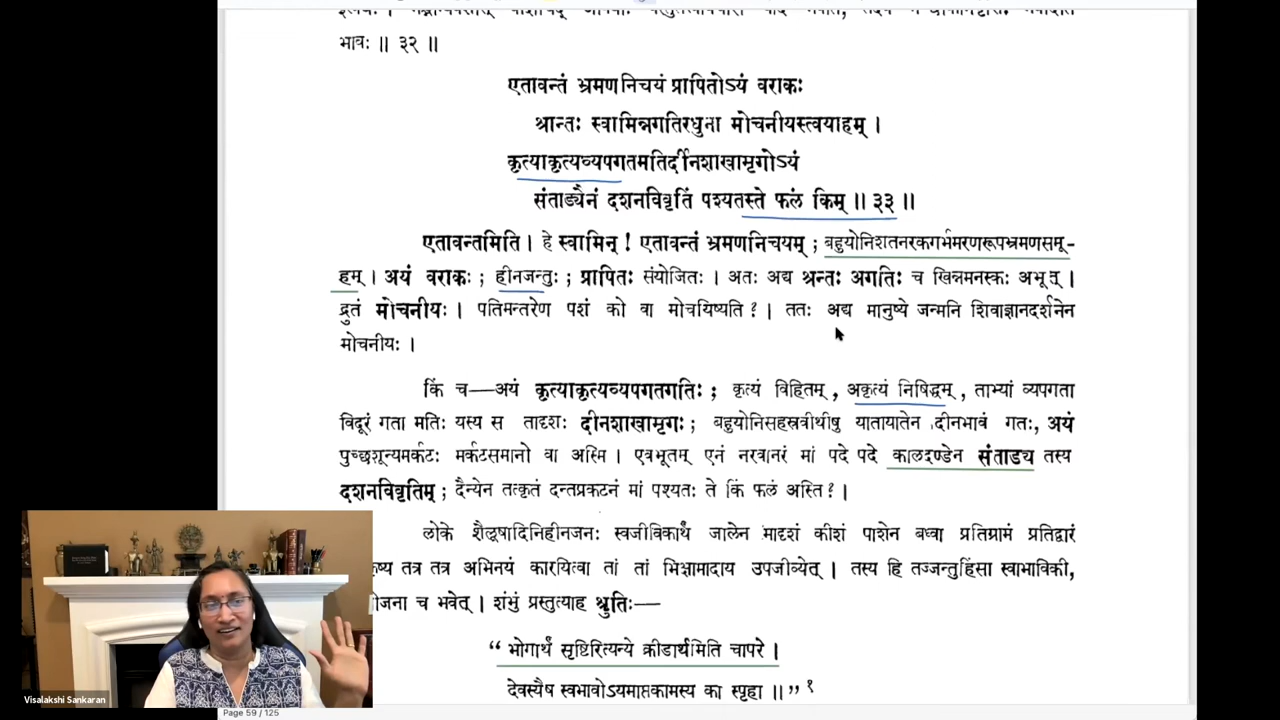 भावः ॥ ३२ ॥
एतावन्तं भ्रमणनिचयं प्रापितोऽयं वराकः
श्रान्तः स्वामिन्नगतिरधुना मोचनीयस्त्वयाहम् ।
कृत्याकृत्यव्यपगतमतिर्दीनशाखामृगोऽयं
संताड्यैनं दशनविवृतिं पश्यतस्ते फलं किम् ॥ ३३ ॥
एतावन्तमिति । हे स्वामिन् ! एतावन्तं भ्रमणनिचयम् ; बहुयोनिशतनरकगर्भमरणरूपभ्रमणसमू-
हम् । अयं वराकः ; हीनजन्तुः ; प्रापितः संयोजितः । अतः अद्य श्रन्तः अगतिः च खिन्नमनस्कः अभूत् ।
द्रुतं मोचनीयः । पतिमन्तरेण पशं को वा मोचयिष्यति ? । ततः अद्य मानुष्ये जन्मनि शिवाज्ञानदर्शनेन
मोचनीयः ।
किं च—अयं कृत्याकृत्यव्यपगतगतिः ; कृत्यं विहितम् , अकृत्यं निषिद्धम् , ताभ्यां व्यपगता
विदूरं गता मतिः यस्य स तादृशः दीनशाखामृगः ; बहुयोनिसहस्रवीथीषु यातायातेन दीनभावं गतः, अयं
पुच्छशून्यमर्कटः मर्कटसमानो वा अस्मि । एवभूतम् एनं नरवानरं मां पदे पदे कालदण्डेन संताड्य तस्य
दशनविवृतिम् ; दैन्येन तत्कृतं दन्तप्रकटनं मां पश्यतः ते किं फलं अस्ति ? ।
लोके शैलूषादिनिहीनजनः स्वजीविकार्थं जालेन मादृशं कीशं पाशेन बध्वा प्रतिग्रामं प्रतिद्वारं
तत्र तत्र अभिनयं कारयित्वा तां तां भिक्षामादाय उपजीव्येत् । तस्य हि तज्जन्तुहिंसा स्वाभाविकी,
च भवेत् । शंभुं प्रस्तुत्याह श्रुतिः—
“ भोगार्थं सृष्टिरित्यन्ये क्रीडार्थमिति चापरे ।
देवस्यैष स्वभावोऽयमाप्तकामस्य का स्पृहा ॥ ” १
Visalakshi Sankaran
Page 59 / 125